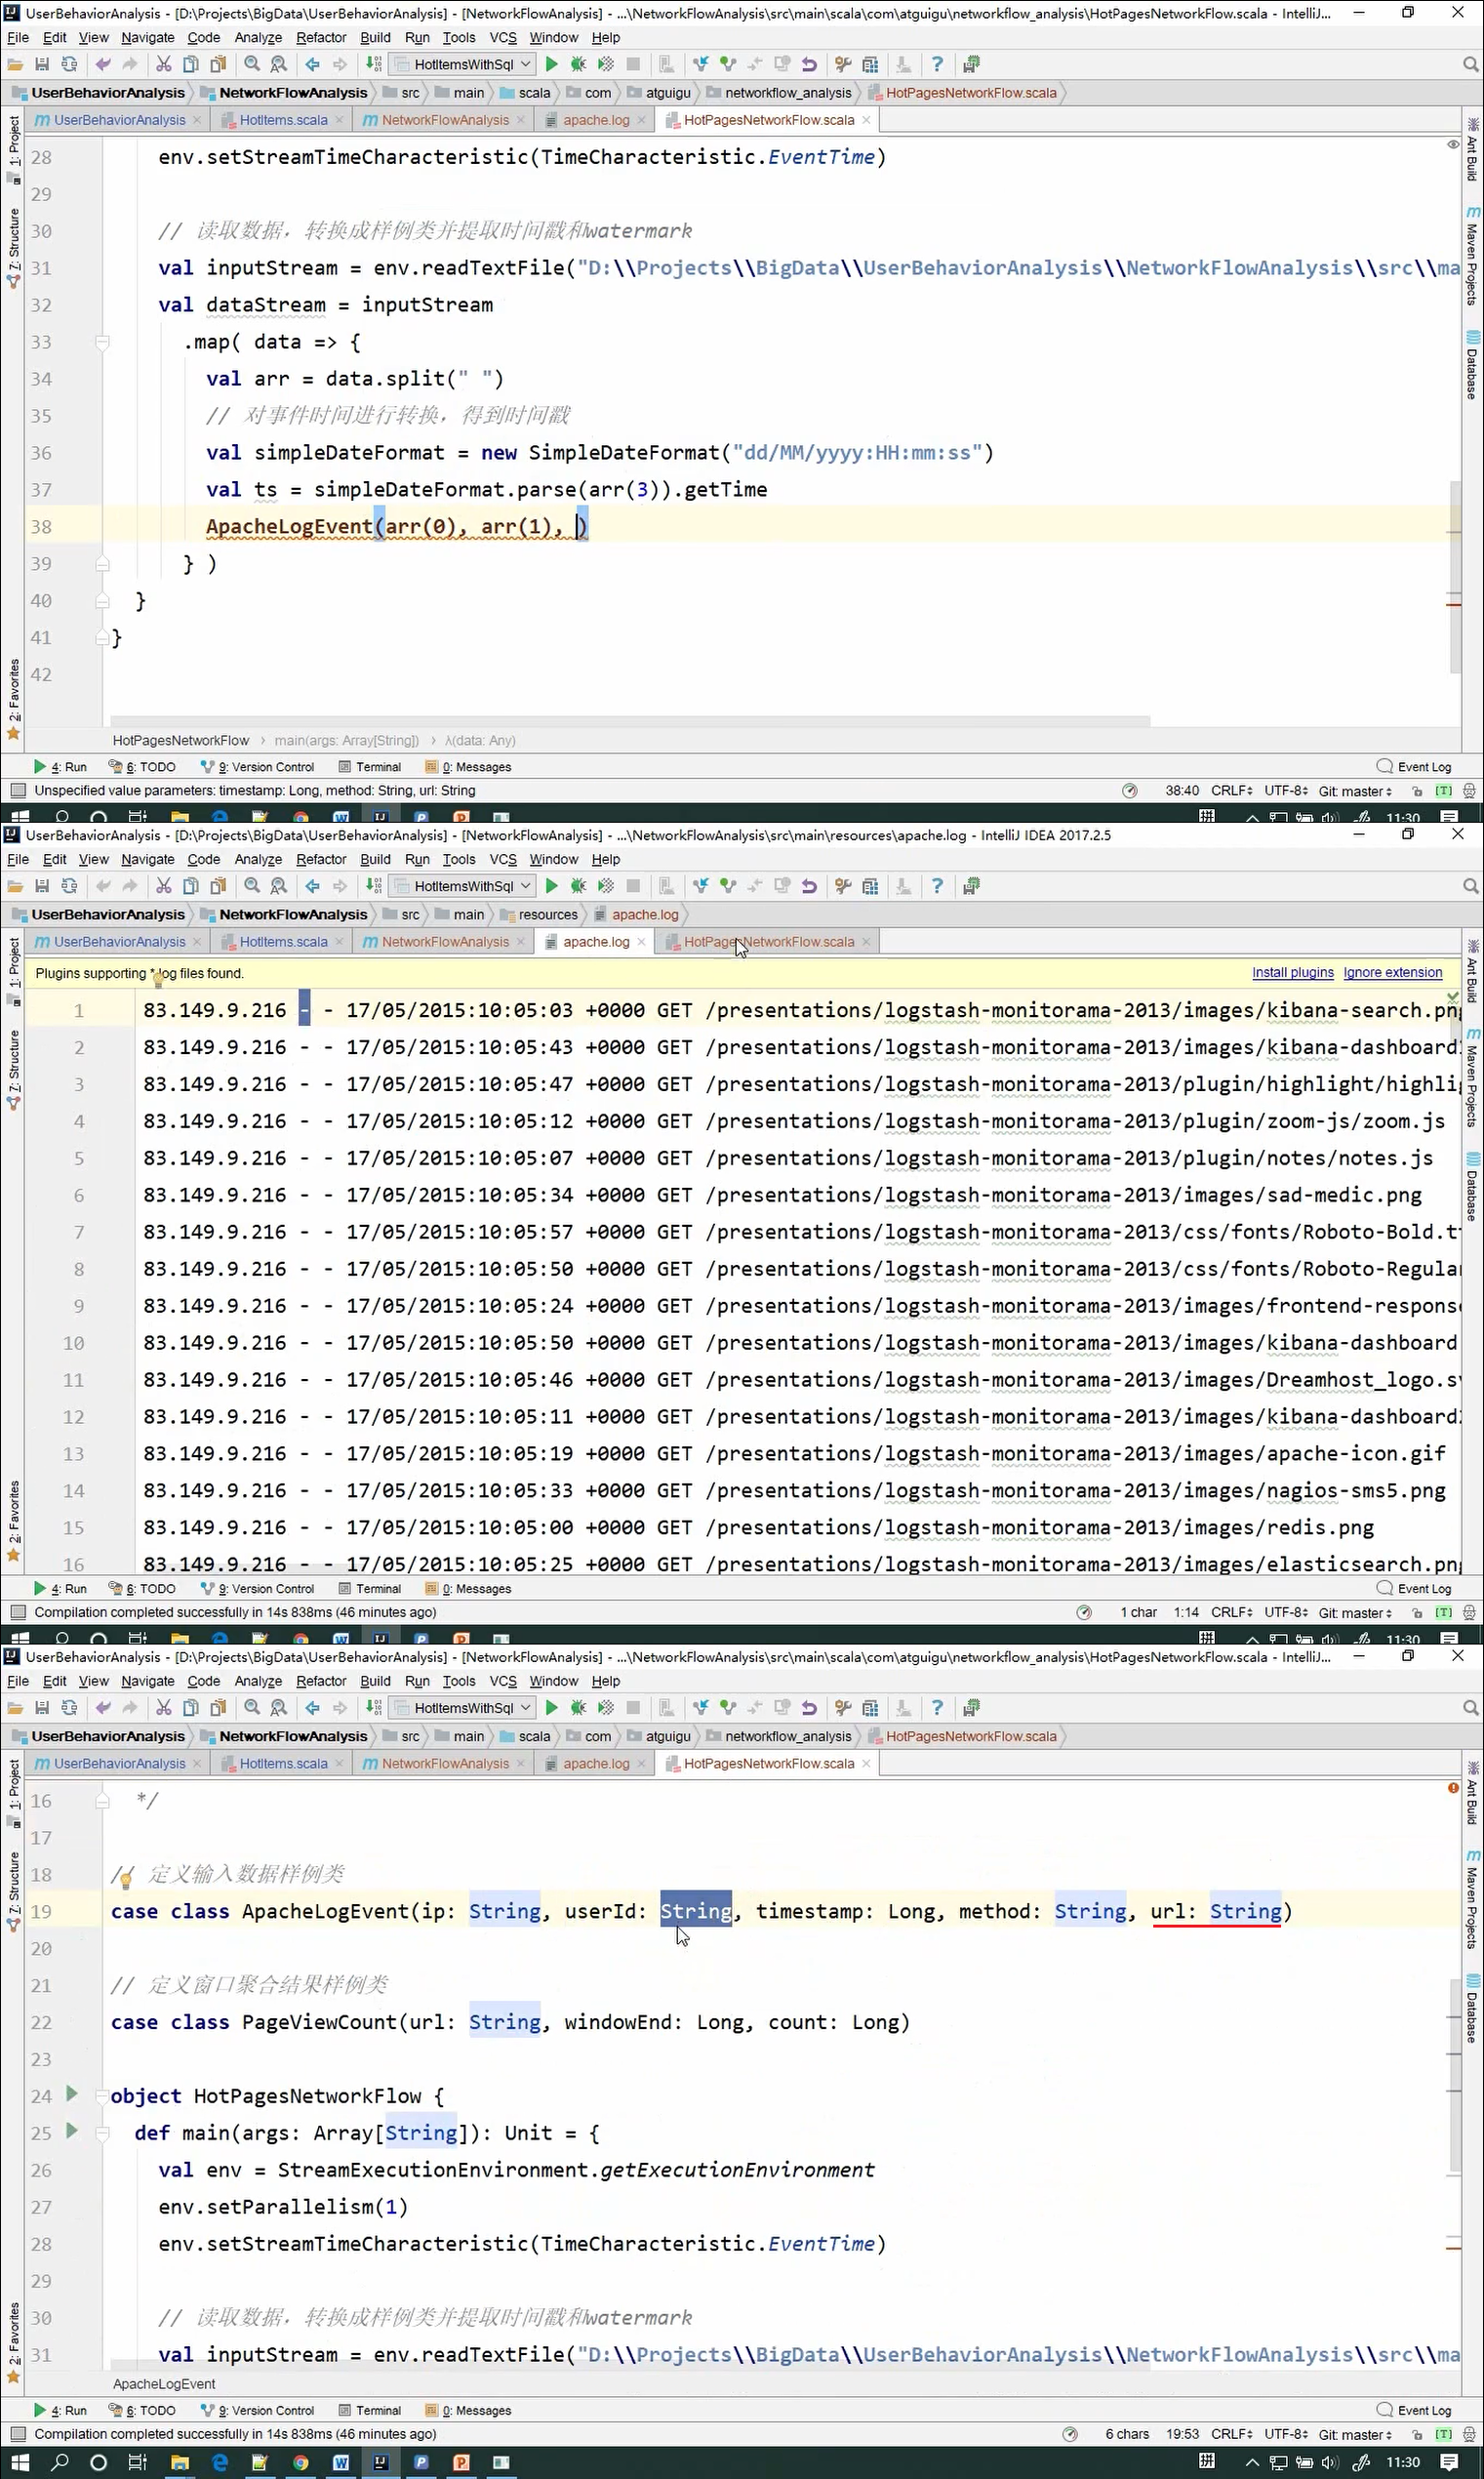 UserBehaviorAnalysis - [D:\Projects\BigData\UserBehaviorAnalysis] - [NetworkFlowAnalysis] - ...\NetworkFlowAnalysis\src\main\scala\com\atguigu\networkflow_analysis\HotPagesNetworkFlow.scala - IntelliJ...
File Edit View Navigate Code Analyze Refactor Build Run Tools VCS Window Help
HotItemsWithSql
UserBehaviorAnalysis NetworkFlowAnalysis src main scala com atguigu networkflow_analysis HotPagesNetworkFlow.scala
UserBehaviorAnalysis HotItems.scala NetworkFlowAnalysis apache.log HotPagesNetworkFlow.scala
28 env.setStreamTimeCharacteristic(TimeCharacteristic.EventTime)
29
30 // 读取数据，转换成样例类并提取时间戳和watermark
31 val inputStream = env.readTextFile("D:\\Projects\\BigData\\UserBehaviorAnalysis\\NetworkFlowAnalysis\\src\\ma
32 val dataStream = inputStream
33 .map( data => {
34 val arr = data.split(" ")
35 // 对事件时间进行转换，得到时间戳
36 val simpleDateFormat = new SimpleDateFormat("dd/MM/yyyy:HH:mm:ss")
37 val ts = simpleDateFormat.parse(arr(3)).getTime
38 ApacheLogEvent(arr(0), arr(1), )
39 } )
40 }
41 }
42
HotPagesNetworkFlow main(args: Array[String]) λ(data: Any)
4: Run 6: TODO 9: Version Control Terminal 0: Messages Event Log
Unspecified value parameters: timestamp: Long, method: String, url: String 38:40 CRLF UTF-8 Git: master [T]
11:30
1: Project
7: Structure
2: Favorites
Ant Build
Maven Projects
Database
UserBehaviorAnalysis - [D:\Projects\BigData\UserBehaviorAnalysis] - [NetworkFlowAnalysis] - ...\NetworkFlowAnalysis\src\main\resources\apache.log - IntelliJ IDEA 2017.2.5
File Edit View Navigate Code Analyze Refactor Build Run Tools VCS Window Help
HotItemsWithSql
UserBehaviorAnalysis NetworkFlowAnalysis src main resources apache.log
UserBehaviorAnalysis HotItems.scala NetworkFlowAnalysis apache.log HotPagesNetworkFlow.scala
Plugins supporting *.log files found. Install plugins Ignore extension
1 83.149.9.216 - - 17/05/2015:10:05:03 +0000 GET /presentations/logstash-monitorama-2013/images/kibana-search.png
2 83.149.9.216 - - 17/05/2015:10:05:43 +0000 GET /presentations/logstash-monitorama-2013/images/kibana-dashboard
3 83.149.9.216 - - 17/05/2015:10:05:47 +0000 GET /presentations/logstash-monitorama-2013/plugin/highlight/highlig
4 83.149.9.216 - - 17/05/2015:10:05:12 +0000 GET /presentations/logstash-monitorama-2013/plugin/zoom-js/zoom.js
5 83.149.9.216 - - 17/05/2015:10:05:07 +0000 GET /presentations/logstash-monitorama-2013/plugin/notes/notes.js
6 83.149.9.216 - - 17/05/2015:10:05:34 +0000 GET /presentations/logstash-monitorama-2013/images/sad-medic.png
7 83.149.9.216 - - 17/05/2015:10:05:57 +0000 GET /presentations/logstash-monitorama-2013/css/fonts/Roboto-Bold.t
8 83.149.9.216 - - 17/05/2015:10:05:50 +0000 GET /presentations/logstash-monitorama-2013/css/fonts/Roboto-Regula
9 83.149.9.216 - - 17/05/2015:10:05:24 +0000 GET /presentations/logstash-monitorama-2013/images/frontend-respons
10 83.149.9.216 - - 17/05/2015:10:05:50 +0000 GET /presentations/logstash-monitorama-2013/images/kibana-dashboard
11 83.149.9.216 - - 17/05/2015:10:05:46 +0000 GET /presentations/logstash-monitorama-2013/images/Dreamhost_logo.s
12 83.149.9.216 - - 17/05/2015:10:05:11 +0000 GET /presentations/logstash-monitorama-2013/images/kibana-dashboard
13 83.149.9.216 - - 17/05/2015:10:05:19 +0000 GET /presentations/logstash-monitorama-2013/images/apache-icon.gif
14 83.149.9.216 - - 17/05/2015:10:05:33 +0000 GET /presentations/logstash-monitorama-2013/images/nagios-sms5.png
15 83.149.9.216 - - 17/05/2015:10:05:00 +0000 GET /presentations/logstash-monitorama-2013/images/redis.png
16 83.149.9.216 - - 17/05/2015:10:05:25 +0000 GET /presentations/logstash-monitorama-2013/images/elasticsearch.png
4: Run 6: TODO 9: Version Control Terminal 0: Messages Event Log
Compilation completed successfully in 14s 838ms (46 minutes ago) 1 char 1:14 CRLF UTF-8 Git: master [T]
11:30
1: Project
7: Structure
2: Favorites
Ant Build
Maven Projects
Database
UserBehaviorAnalysis - [D:\Projects\BigData\UserBehaviorAnalysis] - [NetworkFlowAnalysis] - ...\NetworkFlowAnalysis\src\main\scala\com\atguigu\networkflow_analysis\HotPagesNetworkFlow.scala - IntelliJ...
File Edit View Navigate Code Analyze Refactor Build Run Tools VCS Window Help
HotItemsWithSql
UserBehaviorAnalysis NetworkFlowAnalysis src main scala com atguigu networkflow_analysis HotPagesNetworkFlow.scala
UserBehaviorAnalysis HotItems.scala NetworkFlowAnalysis apache.log HotPagesNetworkFlow.scala
16 */
17
18 // 定义输入数据样例类
19 case class ApacheLogEvent(ip: String, userId: String, timestamp: Long, method: String, url: String)
20
21 // 定义窗口聚合结果样例类
22 case class PageViewCount(url: String, windowEnd: Long, count: Long)
23
24 object HotPagesNetworkFlow {
25 def main(args: Array[String]): Unit = {
26 val env = StreamExecutionEnvironment.getExecutionEnvironment
27 env.setParallelism(1)
28 env.setStreamTimeCharacteristic(TimeCharacteristic.EventTime)
29
30 // 读取数据，转换成样例类并提取时间戳和watermark
31 val inputStream = env.readTextFile("D:\\Projects\\BigData\\UserBehaviorAnalysis\\NetworkFlowAnalysis\\src\\ma
ApacheLogEvent
4: Run 6: TODO 9: Version Control Terminal 0: Messages Event Log
Compilation completed successfully in 14s 838ms (46 minutes ago) 6 chars 19:53 CRLF UTF-8 Git: master [T]
拼 11:30
1: Project
7: Structure
2: Favorites
Ant Build
Maven Projects
Database